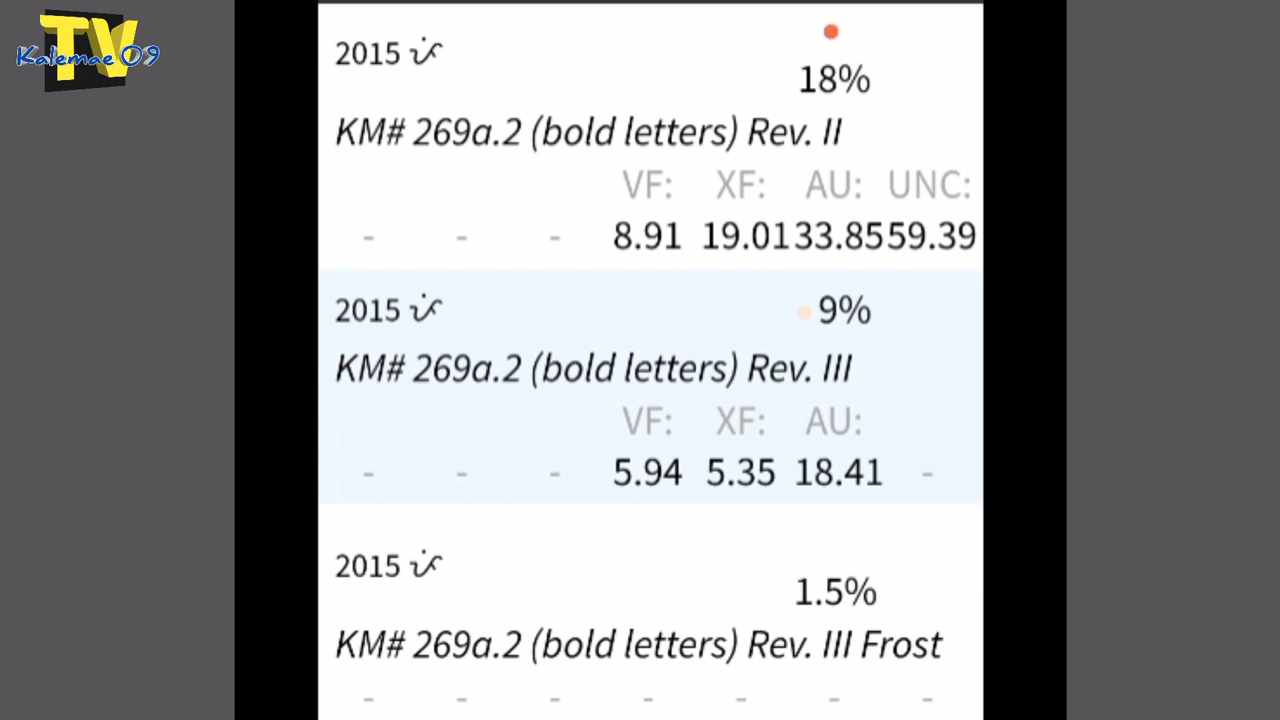 TV
Kalemae 09
2015
18%
KM# 269a.2 (bold letters) Rev. II
VF: XF: AU: UNC:
- - - 8.91 19.01 33.85 59.39
2015
9%
KM# 269a.2 (bold letters) Rev. III
VF: XF: AU:
- - - 5.94 5.35 18.41 -
2015
1.5%
KM# 269a.2 (bold letters) Rev. III Frost
- - - - - - -